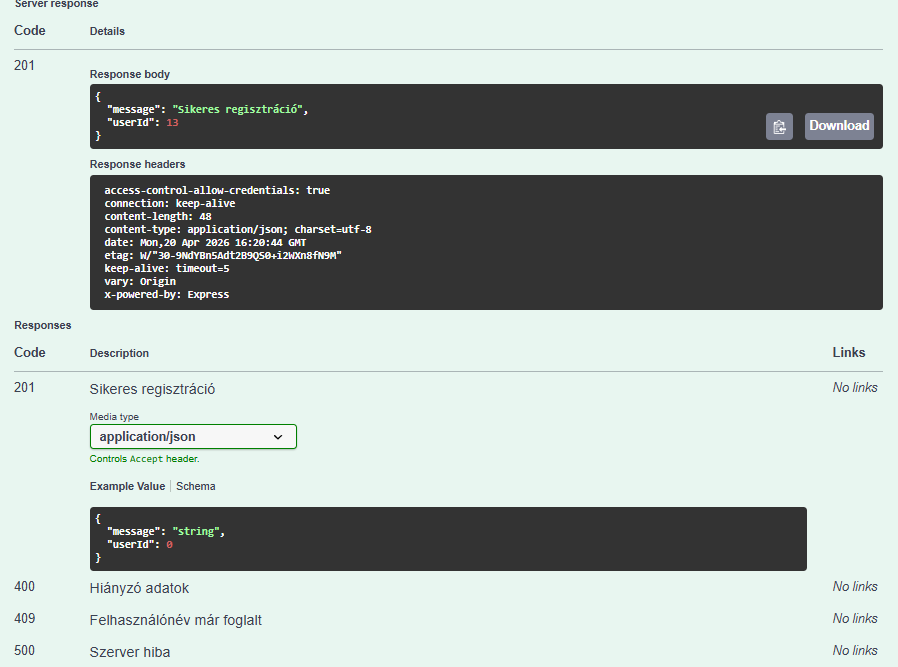 Server response
Code Details
201
Response body
{
"message": "Sikeres regisztráció",
"userId": 13
}
Download
Response headers
access-control-allow-credentials: true
connection: keep-alive
content-length: 48
content-type: application/json; charset=utf-8
date: Mon,20 Apr 2026 16:20:44 GMT
etag: W/"30-9NdYBn5Adt2B9QS0+i2WXn8fN9M"
keep-alive: timeout=5
vary: Origin
x-powered-by: Express
Responses
Code Description Links
201 Sikeres regisztráció No links
Media type
application/json
Controls Accept header.
Example Value Schema
{
"message": "string",
"userId": 0
}
400 Hiányzó adatok No links
409 Felhasználónév már foglalt No links
500 Szerver hiba No links